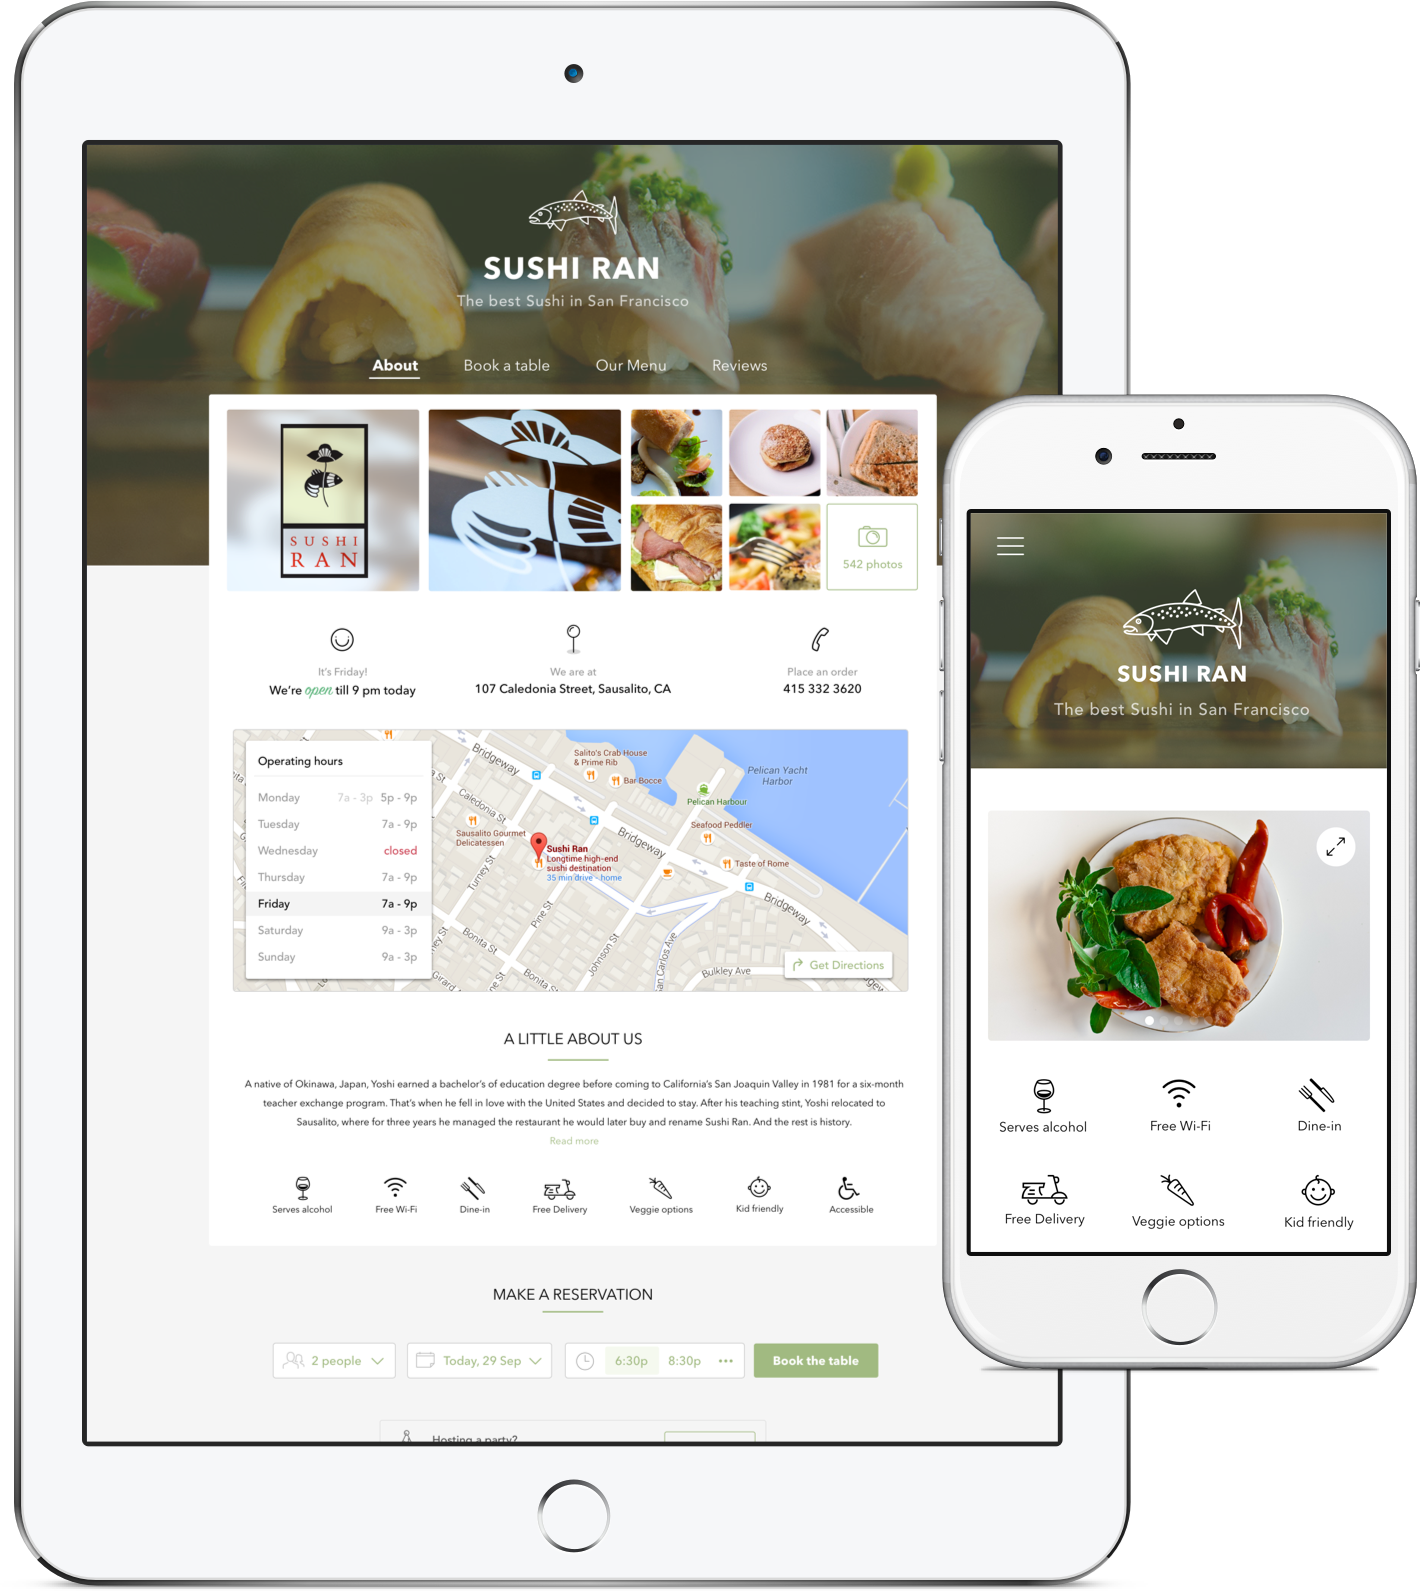 SUSHI RAN
The best Sushi in San Francisco
About Book a table Our Menu Reviews
SUSHI
RAN
542 photos
It's Friday!
We're open till 9 pm today
We are at
107 Caledonia Street, Sausalito, CA
Place an order
415 332 3620
Operating hours
Monday 7a - 3p 5p - 9p
Tuesday 7a - 9p
Wednesday closed
Thursday 7a - 9p
Friday 7a - 9p
Saturday 9a - 3p
Sunday 9a - 3p
Bridgeway
Salito's Crab House
& Prime Rib
Bar Bocce
Pelican Yacht
Harbor
Pelican Harbour
Caledonia St
Sausalito Gourmet
Delicatessen
Seafood Peddler
Bridgeway
Sushi Ran
Longtime high-end
sushi destination
35 min drive - home
Taste of Rome
Turney St
Pine St
Bridgeway
Bonita St
Johnson St
San Carlos Ave
Bulkley Ave
Girard
Bonita St
Get Directions
A LITTLE ABOUT US
A native of Okinawa, Japan, Yoshi earned a bachelor's of education degree before coming to California's San Joaquin Valley in 1981 for a six-month
teacher exchange program. That's when he fell in love with the United States and decided to stay. After his teaching stint, Yoshi relocated to
Sausalito, where for three years he managed the restaurant he would later buy and rename Sushi Ran. And the rest is history.
Read more
Serves alcohol Free Wi-Fi Dine-in Free Delivery Veggie options Kid friendly Accessible
MAKE A RESERVATION
2 people Today, 29 Sep 6:30p 8:30p ••• Book the table
Hosting a party?
SUSHI RAN
The best Sushi in San Francisco
Serves alcohol Free Wi-Fi Dine-in
Free Delivery Veggie options Kid friendly